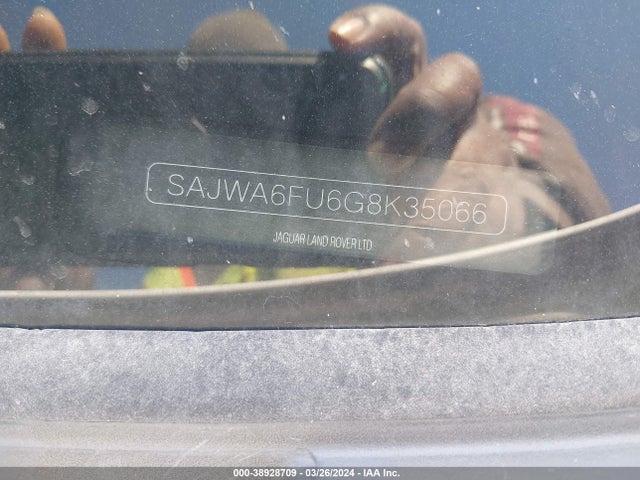 SAJWA6FU6G8K35066
JAGUAR LAND ROVER LTD
000-38928709 - 03/26/2024 - IAA Inc.